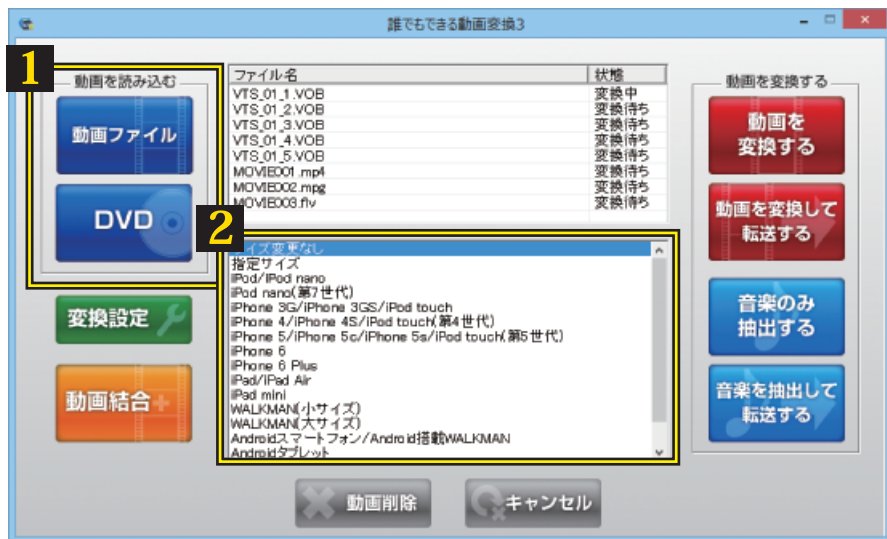 誰でもできる動画変換3
1
動画を読み込む
動画ファイル
DVD
変換設定
動画結合
ファイル名 状態
VTS_01_1.VOB 変換中
VTS_01_2.VOB 変換待ち
VTS_01_3.VOB 変換待ち
VTS_01_4.VOB 変換待ち
VTS_01_5.VOB 変換待ち
MOVIE001.mp4 変換待ち
MOVIE002.mpg 変換待ち
MOVIE003.flv 変換待ち
2
イズ変更なし
指定サイズ
iPod/iPod nano
iPod nano(第7世代)
iPhone 3G/iPhone 3GS/iPod touch
iPhone 4/iPhone 4S/iPod touch(第4世代)
iPhone 5/iPhone 5c/iPhone 5s/iPod touch(第5世代)
iPhone 6
iPhone 6 Plus
iPad/iPad Air
iPad mini
WALKMAN(小サイズ)
WALKMAN(大サイズ)
Androidスマートフォン/Android搭載WALKMAN
Androidタブレット
動画を変換する
動画を
変換する
動画を変換して
転送する
音楽のみ
抽出する
音楽を抽出して
転送する
動画削除
キャンセル